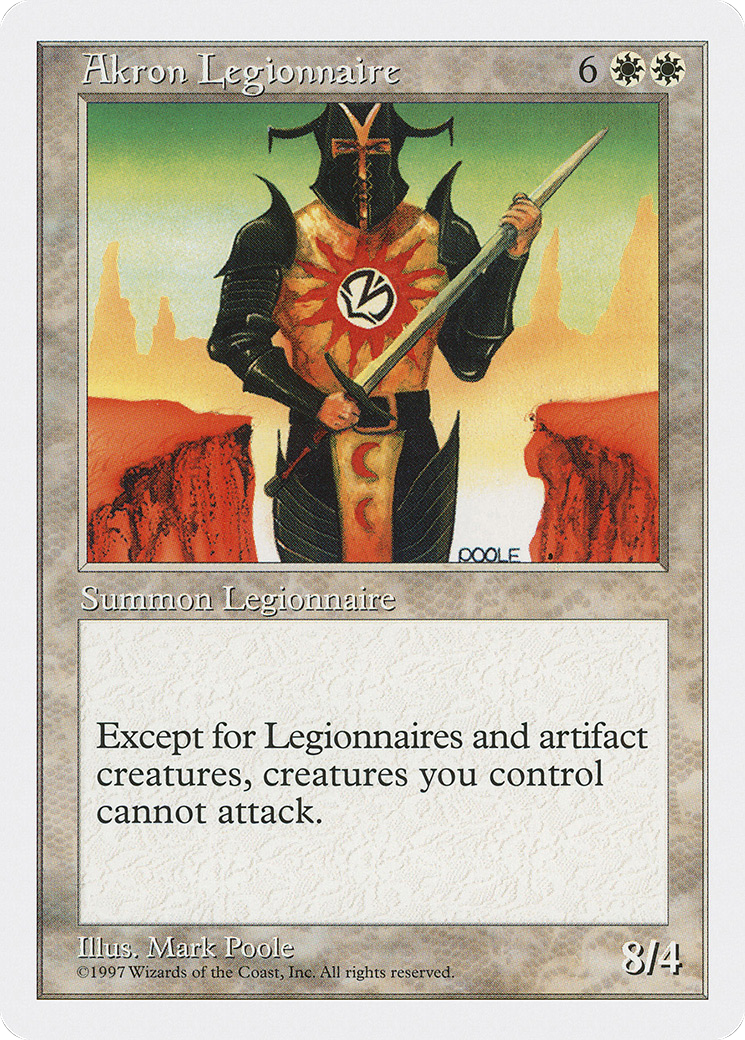 Akron Legionnaire 6
POOLE
Summon Legionnaire
Except for Legionnaires and artifact
creatures, creatures you control
cannot attack.
Illus. Mark Poole
©1997 Wizards of the Coast, Inc. All rights reserved.
8/4